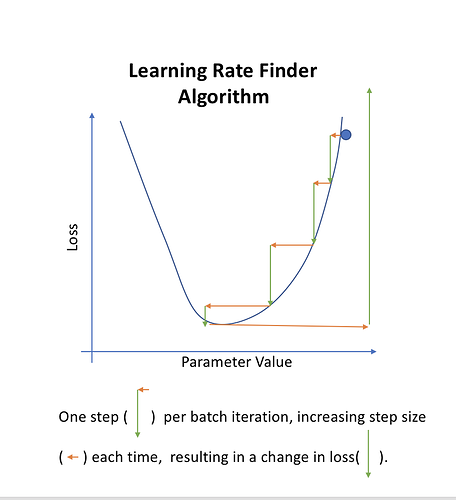 Learning Rate Finder
Algorithm
Loss
Parameter Value
One step ( ) per batch iteration, increasing step size
( ) each time, resulting in a change in loss( ).